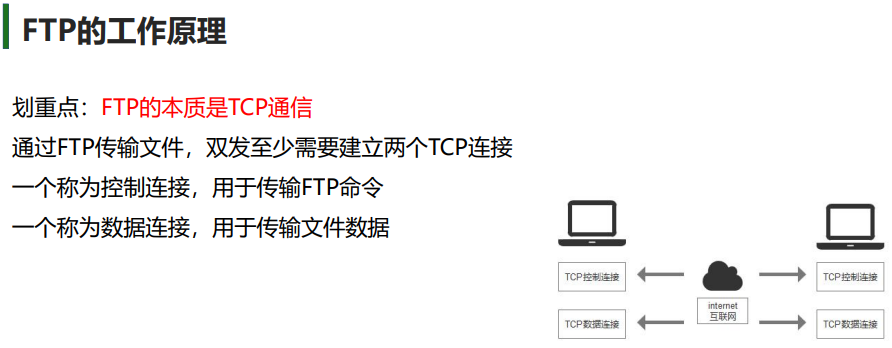 FTP的工作原理
划重点：FTP的本质是TCP通信
通过FTP传输文件，双发至少需要建立两个TCP连接
一个称为控制连接，用于传输FTP命令
一个称为数据连接，用于传输文件数据
TCP控制连接
TCP控制连接
internet
互联网
TCP数据连接
TCP数据连接